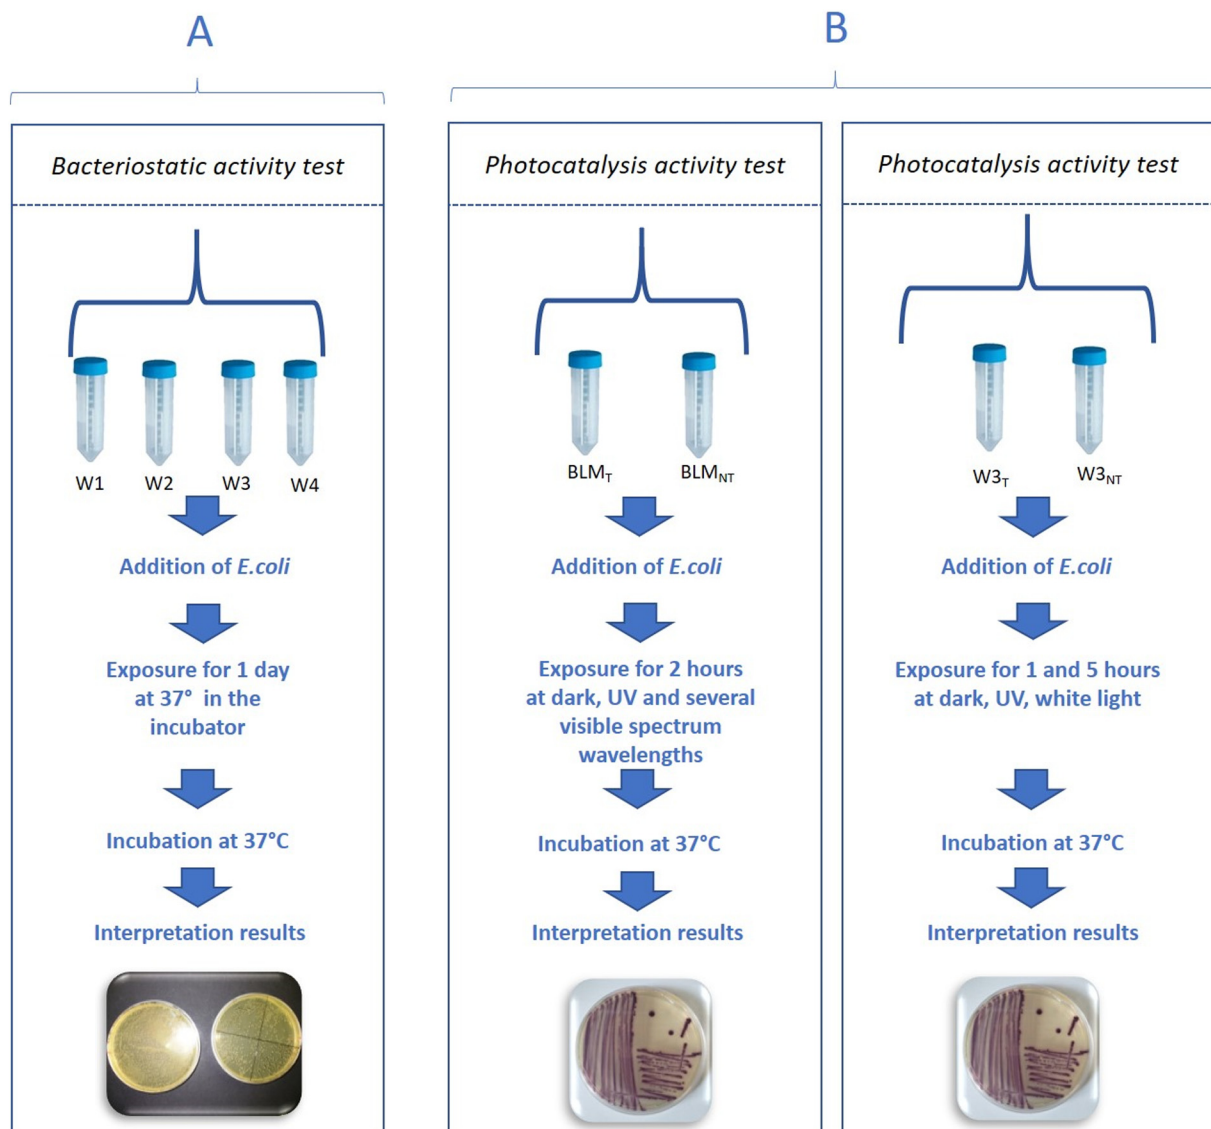 A
B
Bacteriostatic activity test
W1 W2 W3 W4
Addition of E.coli
Exposure for 1 day
at 37° in the
incubator
Incubation at 37°C
Interpretation results
Photocatalysis activity test
BLMT BLMNT
Addition of E.coli
Exposure for 2 hours
at dark, UV and several
visible spectrum
wavelengths
Incubation at 37°C
Interpretation results
Photocatalysis activity test
W3T W3NT
Addition of E.coli
Exposure for 1 and 5 hours
at dark, UV, white light
Incubation at 37°C
Interpretation results